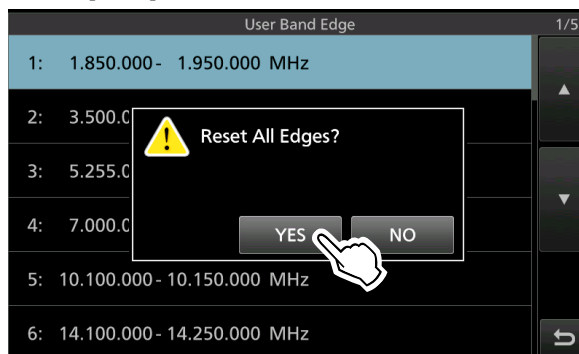 User Band Edge 1/5
1: 1.850.000 - 1.950.000 MHz
2: 3.500.0
Reset All Edges?
3: 5.255.0
4: 7.000.0
YES NO
5: 10.100.000 - 10.150.000 MHz
6: 14.100.000 - 14.250.000 MHz